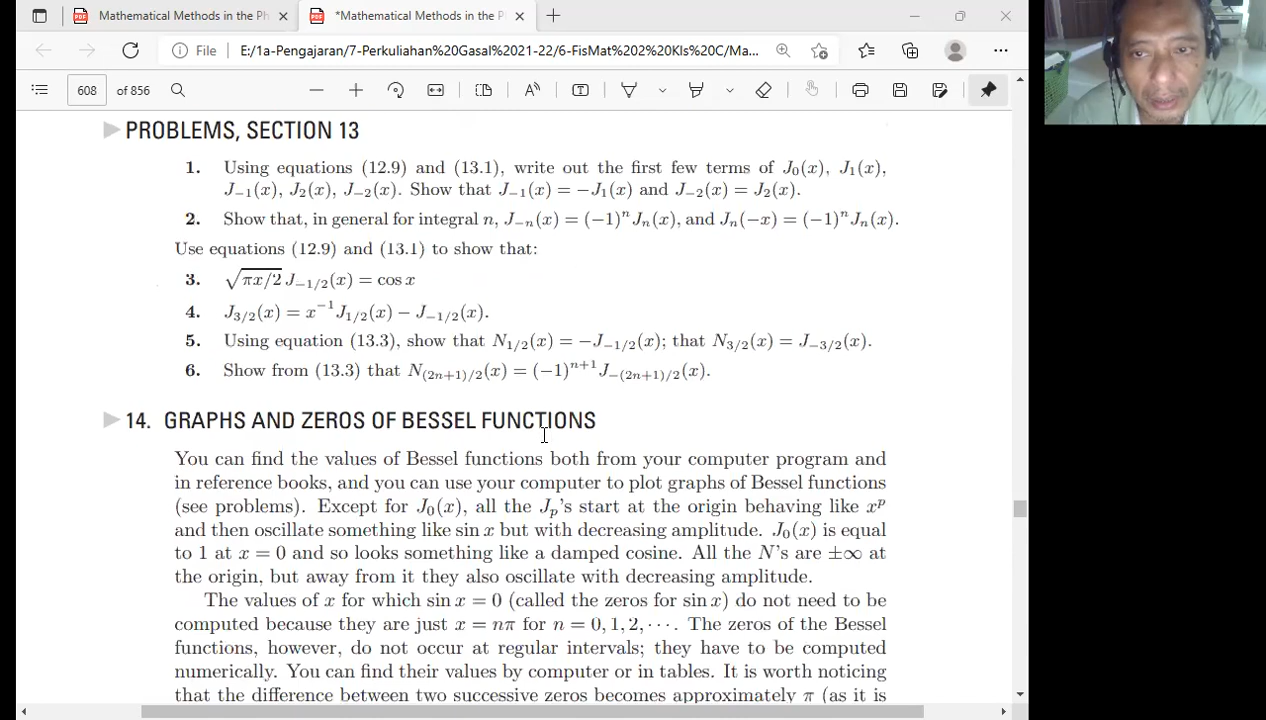 Mathematical Methods in the Ph
*Mathematical Methods in the P
File
E:/1a-Pengajaran/7-Perkuliahan%20Gasal%2021-22/6-FisMat%202%20Kls%20C/Ma...
608 of 856
PROBLEMS, SECTION 13
1. Using equations (12.9) and (13.1), write out the first few terms of J₀(x), J₁(x),
J₋₁(x), J₂(x), J₋₂(x). Show that J₋₁(x) = −J₁(x) and J₋₂(x) = J₂(x).
2. Show that, in general for integral n, J₋ₙ(x) = (−1)ⁿJₙ(x), and Jₙ(−x) = (−1)ⁿJₙ(x).
Use equations (12.9) and (13.1) to show that:
3. √(πx/2) J₋₁/₂(x) = cos x
4. J₃/₂(x) = x⁻¹J₁/₂(x) − J₋₁/₂(x).
5. Using equation (13.3), show that N₁/₂(x) = −J₋₁/₂(x); that N₃/₂(x) = J₋₃/₂(x).
6. Show from (13.3) that N₍₂ₙ₊₁₎/₂(x) = (−1)ⁿ⁺¹J₋₍₂ₙ₊₁₎/₂(x).
14. GRAPHS AND ZEROS OF BESSEL FUNCTIONS
You can find the values of Bessel functions both from your computer program and
in reference books, and you can use your computer to plot graphs of Bessel functions
(see problems). Except for J₀(x), all the Jₚ's start at the origin behaving like xᵖ
and then oscillate something like sin x but with decreasing amplitude. J₀(x) is equal
to 1 at x = 0 and so looks something like a damped cosine. All the N's are ±∞ at
the origin, but away from it they also oscillate with decreasing amplitude.
The values of x for which sin x = 0 (called the zeros for sin x) do not need to be
computed because they are just x = nπ for n = 0, 1, 2, ···. The zeros of the Bessel
functions, however, do not occur at regular intervals; they have to be computed
numerically. You can find their values by computer or in tables. It is worth noticing
that the difference between two successive zeros becomes approximately π (as it is